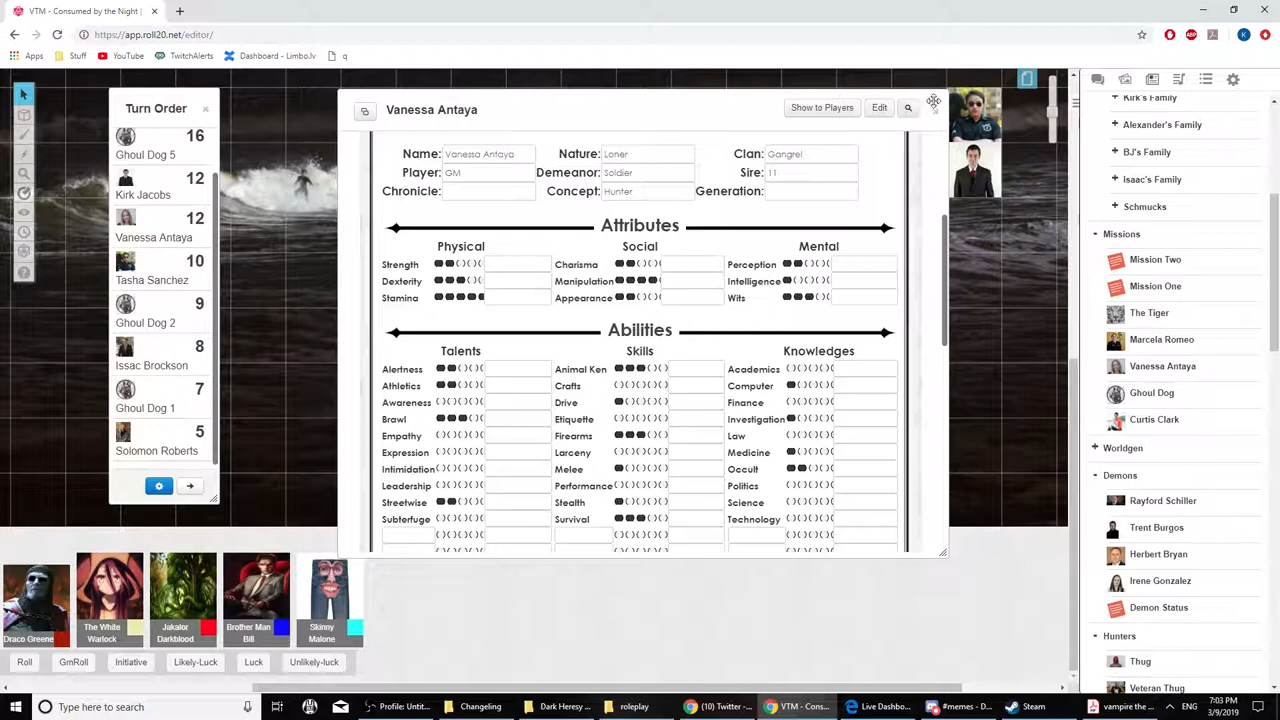 VTM - Consumed by the Night |
https://app.roll20.net/editor/
Apps
Stuff
YouTube
TwitchAlerts
Dashboard - Limbo.lv
q
Turn Order
16
Ghoul Dog 5
12
Kirk Jacobs
12
Vanessa Antaya
10
Tasha Sanchez
9
Ghoul Dog 2
8
Issac Brockson
7
Ghoul Dog 1
5
Solomon Roberts
Vanessa Antaya
Show to Players
Edit
Name: Vanessa Antaya Nature: Loner Clan: Gangrel
Player: GM Demeanor: Soldier Sire: 11
Chronicle: Concept: Hunter Generation:
Attributes
Physical Social Mental
Strength Charisma Perception
Dexterity Manipulation Intelligence
Stamina Appearance Wits
Abilities
Talents Skills Knowledges
Alertness Animal Ken Academics
Athletics Crafts Computer
Awareness Drive Finance
Brawl Etiquette Investigation
Empathy Firearms Law
Expression Larceny Medicine
Intimidation Melee Occult
Leadership Performance Politics
Streetwise Stealth Science
Subterfuge Survival Technology
Kirk's Family
Alexander's Family
BJ's Family
Isaac's Family
Schmucks
Missions
Mission Two
Mission One
The Tiger
Marcela Romeo
Vanessa Antaya
Ghoul Dog
Curtis Clark
Worldgen
Demons
Rayford Schiller
Trent Burgos
Herbert Bryan
Irene Gonzalez
Demon Status
Hunters
Thug
Veteran Thug
Draco Greene
The White Warlock
Jakalor Darkblood
Brother Man Bill
Skinny Malone
Roll
GmRoll
Initiative
Likely-Luck
Luck
Unlikely-luck
Type here to search
Profile: Untit...
Changeling
Dark Heresy ...
roleplay
(10) Twitter -...
VTM - Cons...
Live Dashbo...
#memes - D...
Steam
vampire the ...
7:03 PM
3/9/2019